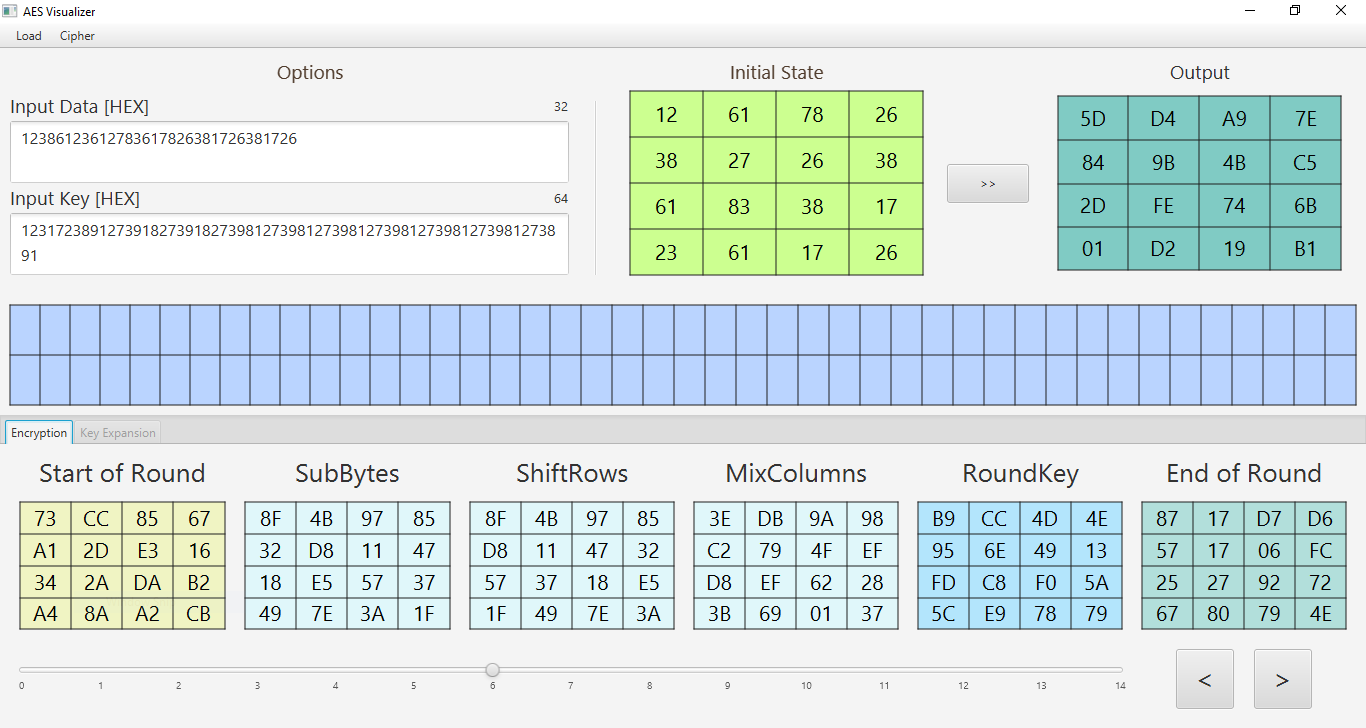 AES Visualizer
Load Cipher
Options
Input Data [HEX] 32
12386123612783617826381726381726
Input Key [HEX] 64
12317238912739182739182739812739812739812739812739812739812738
91
Initial State
12 61 78 26
38 27 26 38
61 83 38 17
23 61 17 26
>>
Output
5D D4 A9 7E
84 9B 4B C5
2D FE 74 6B
01 D2 19 B1
Encryption Key Expansion
Start of Round
73 CC 85 67
A1 2D E3 16
34 2A DA B2
A4 8A A2 CB
SubBytes
8F 4B 97 85
32 D8 11 47
18 E5 57 37
49 7E 3A 1F
ShiftRows
8F 4B 97 85
D8 11 47 32
57 37 18 E5
1F 49 7E 3A
MixColumns
3E DB 9A 98
C2 79 4F EF
D8 EF 62 28
3B 69 01 37
RoundKey
B9 CC 4D 4E
95 6E 49 13
FD C8 F0 5A
5C E9 78 79
End of Round
87 17 D7 D6
57 17 06 FC
25 27 92 72
67 80 79 4E
0 1 2 3 4 5 6 7 8 9 10 11 12 13 14
< >